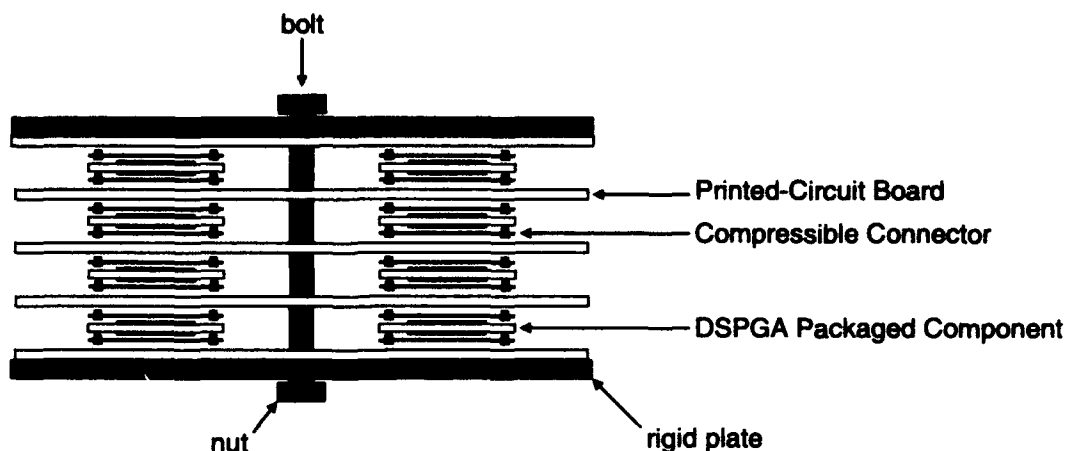 bolt
Printed-Circuit Board
Compressible Connector
DSPGA Packaged Component
nut
rigid plate